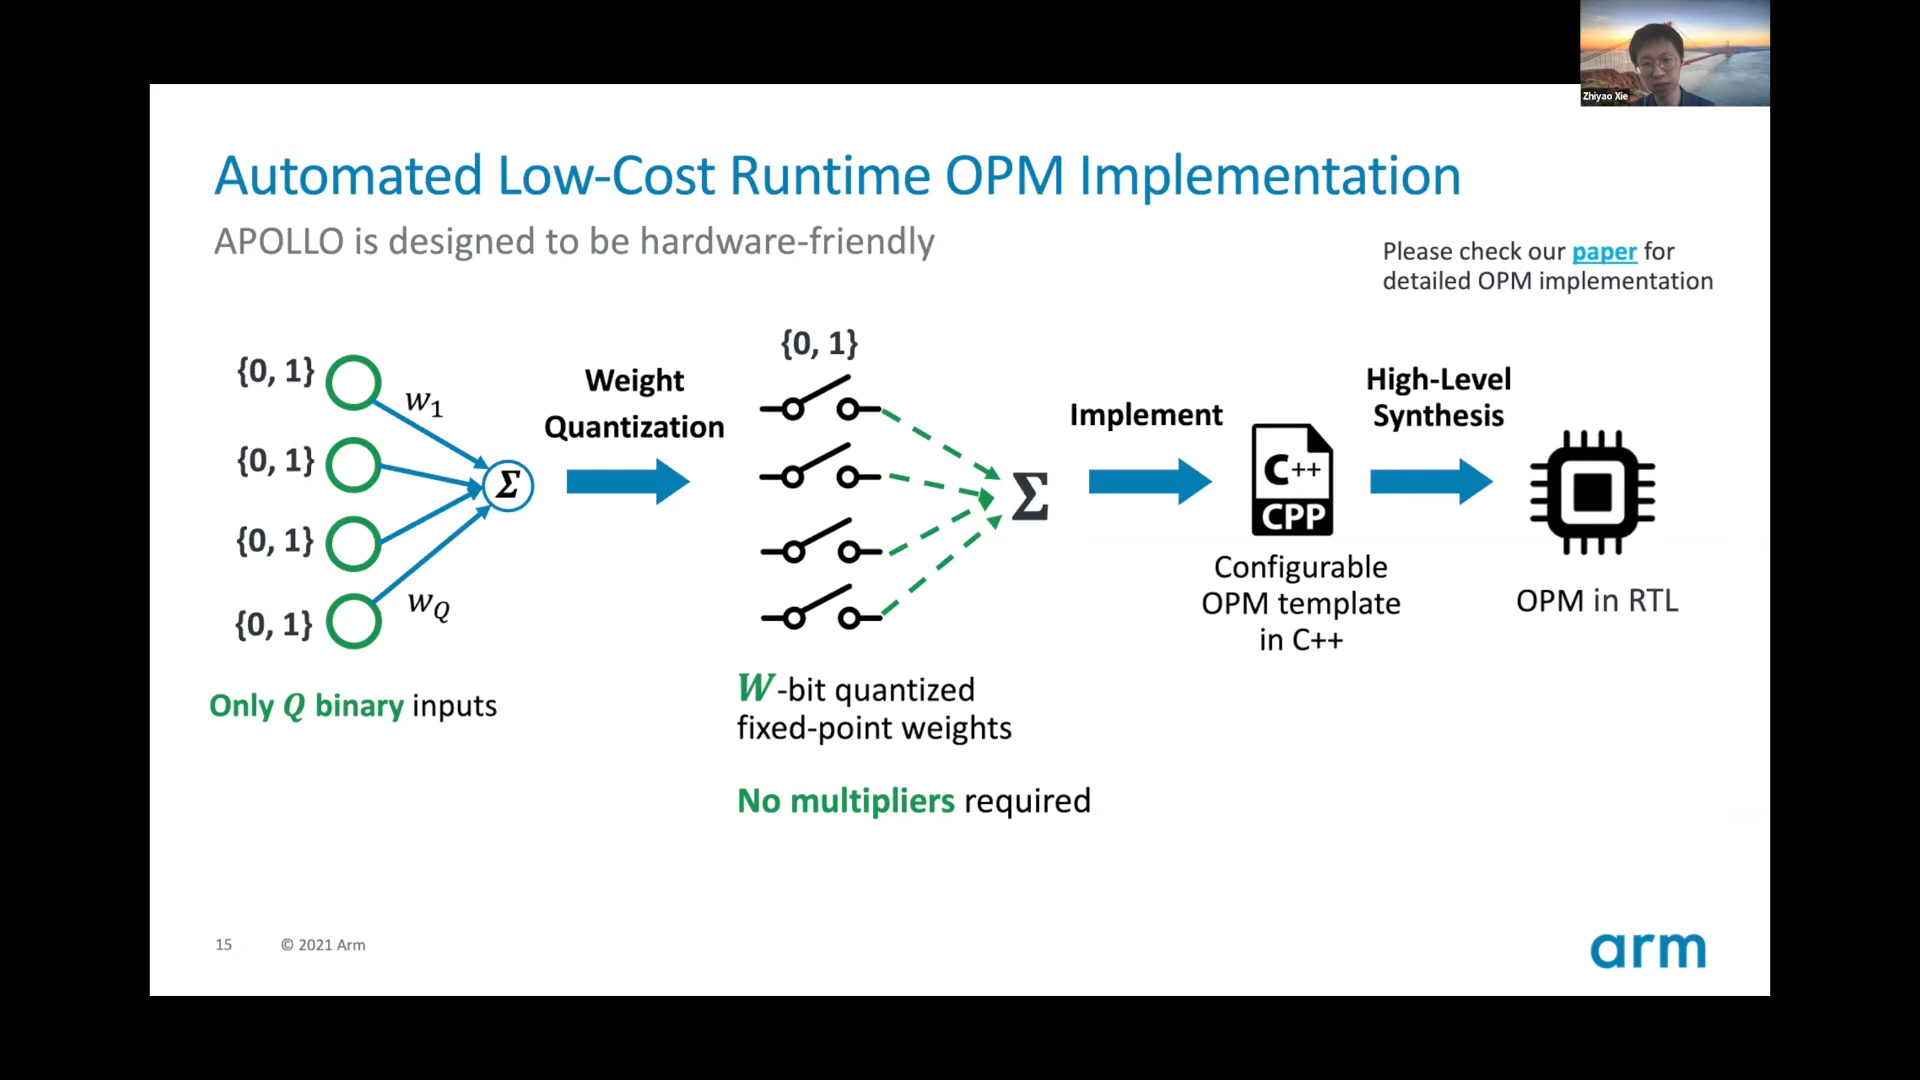 Zhiyao Xie
Automated Low-Cost Runtime OPM Implementation
APOLLO is designed to be hardware-friendly
Please check our paper for
detailed OPM implementation
{0, 1}
{0, 1}
{0, 1}
{0, 1}
w1
wQ
Σ
Only Q binary inputs
Weight
Quantization
{0, 1}
Σ
W-bit quantized
fixed-point weights
No multipliers required
Implement
C++
CPP
Configurable
OPM template
in C++
High-Level
Synthesis
OPM in RTL
15
© 2021 Arm
arm